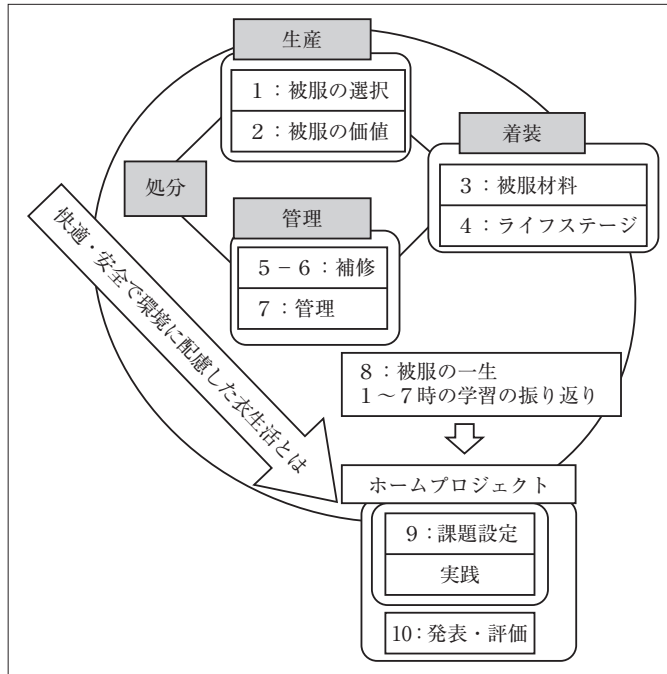 生産
1：被服の選択
2：被服の価値
着装
3：被服材料
4：ライフステージ
処分
管理
5－6：補修
7：管理
快適・安全で環境に配慮した衣生活とは
8：被服の一生
1～7時の学習の振り返り
ホームプロジェクト
9：課題設定
実践
10：発表・評価